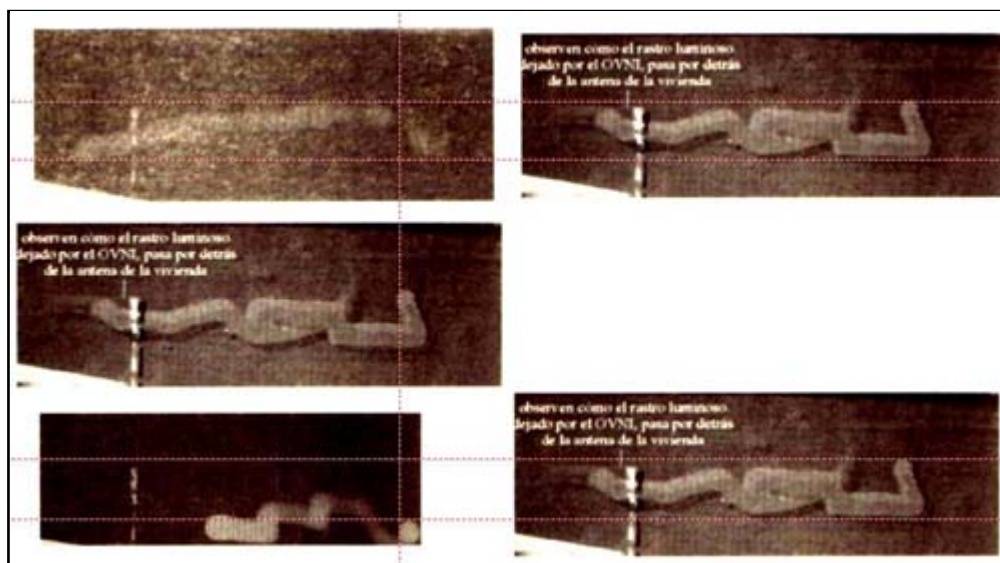 observen cómo el rastro luminoso
dejado por el OVNI, pasa por detrás
de la antena de la vivienda
observen cómo el rastro luminoso
dejado por el OVNI, pasa por detrás
de la antena de la vivienda
observen cómo el rastro luminoso
dejado por el OVNI, pasa por detrás
de la antena de la vivienda